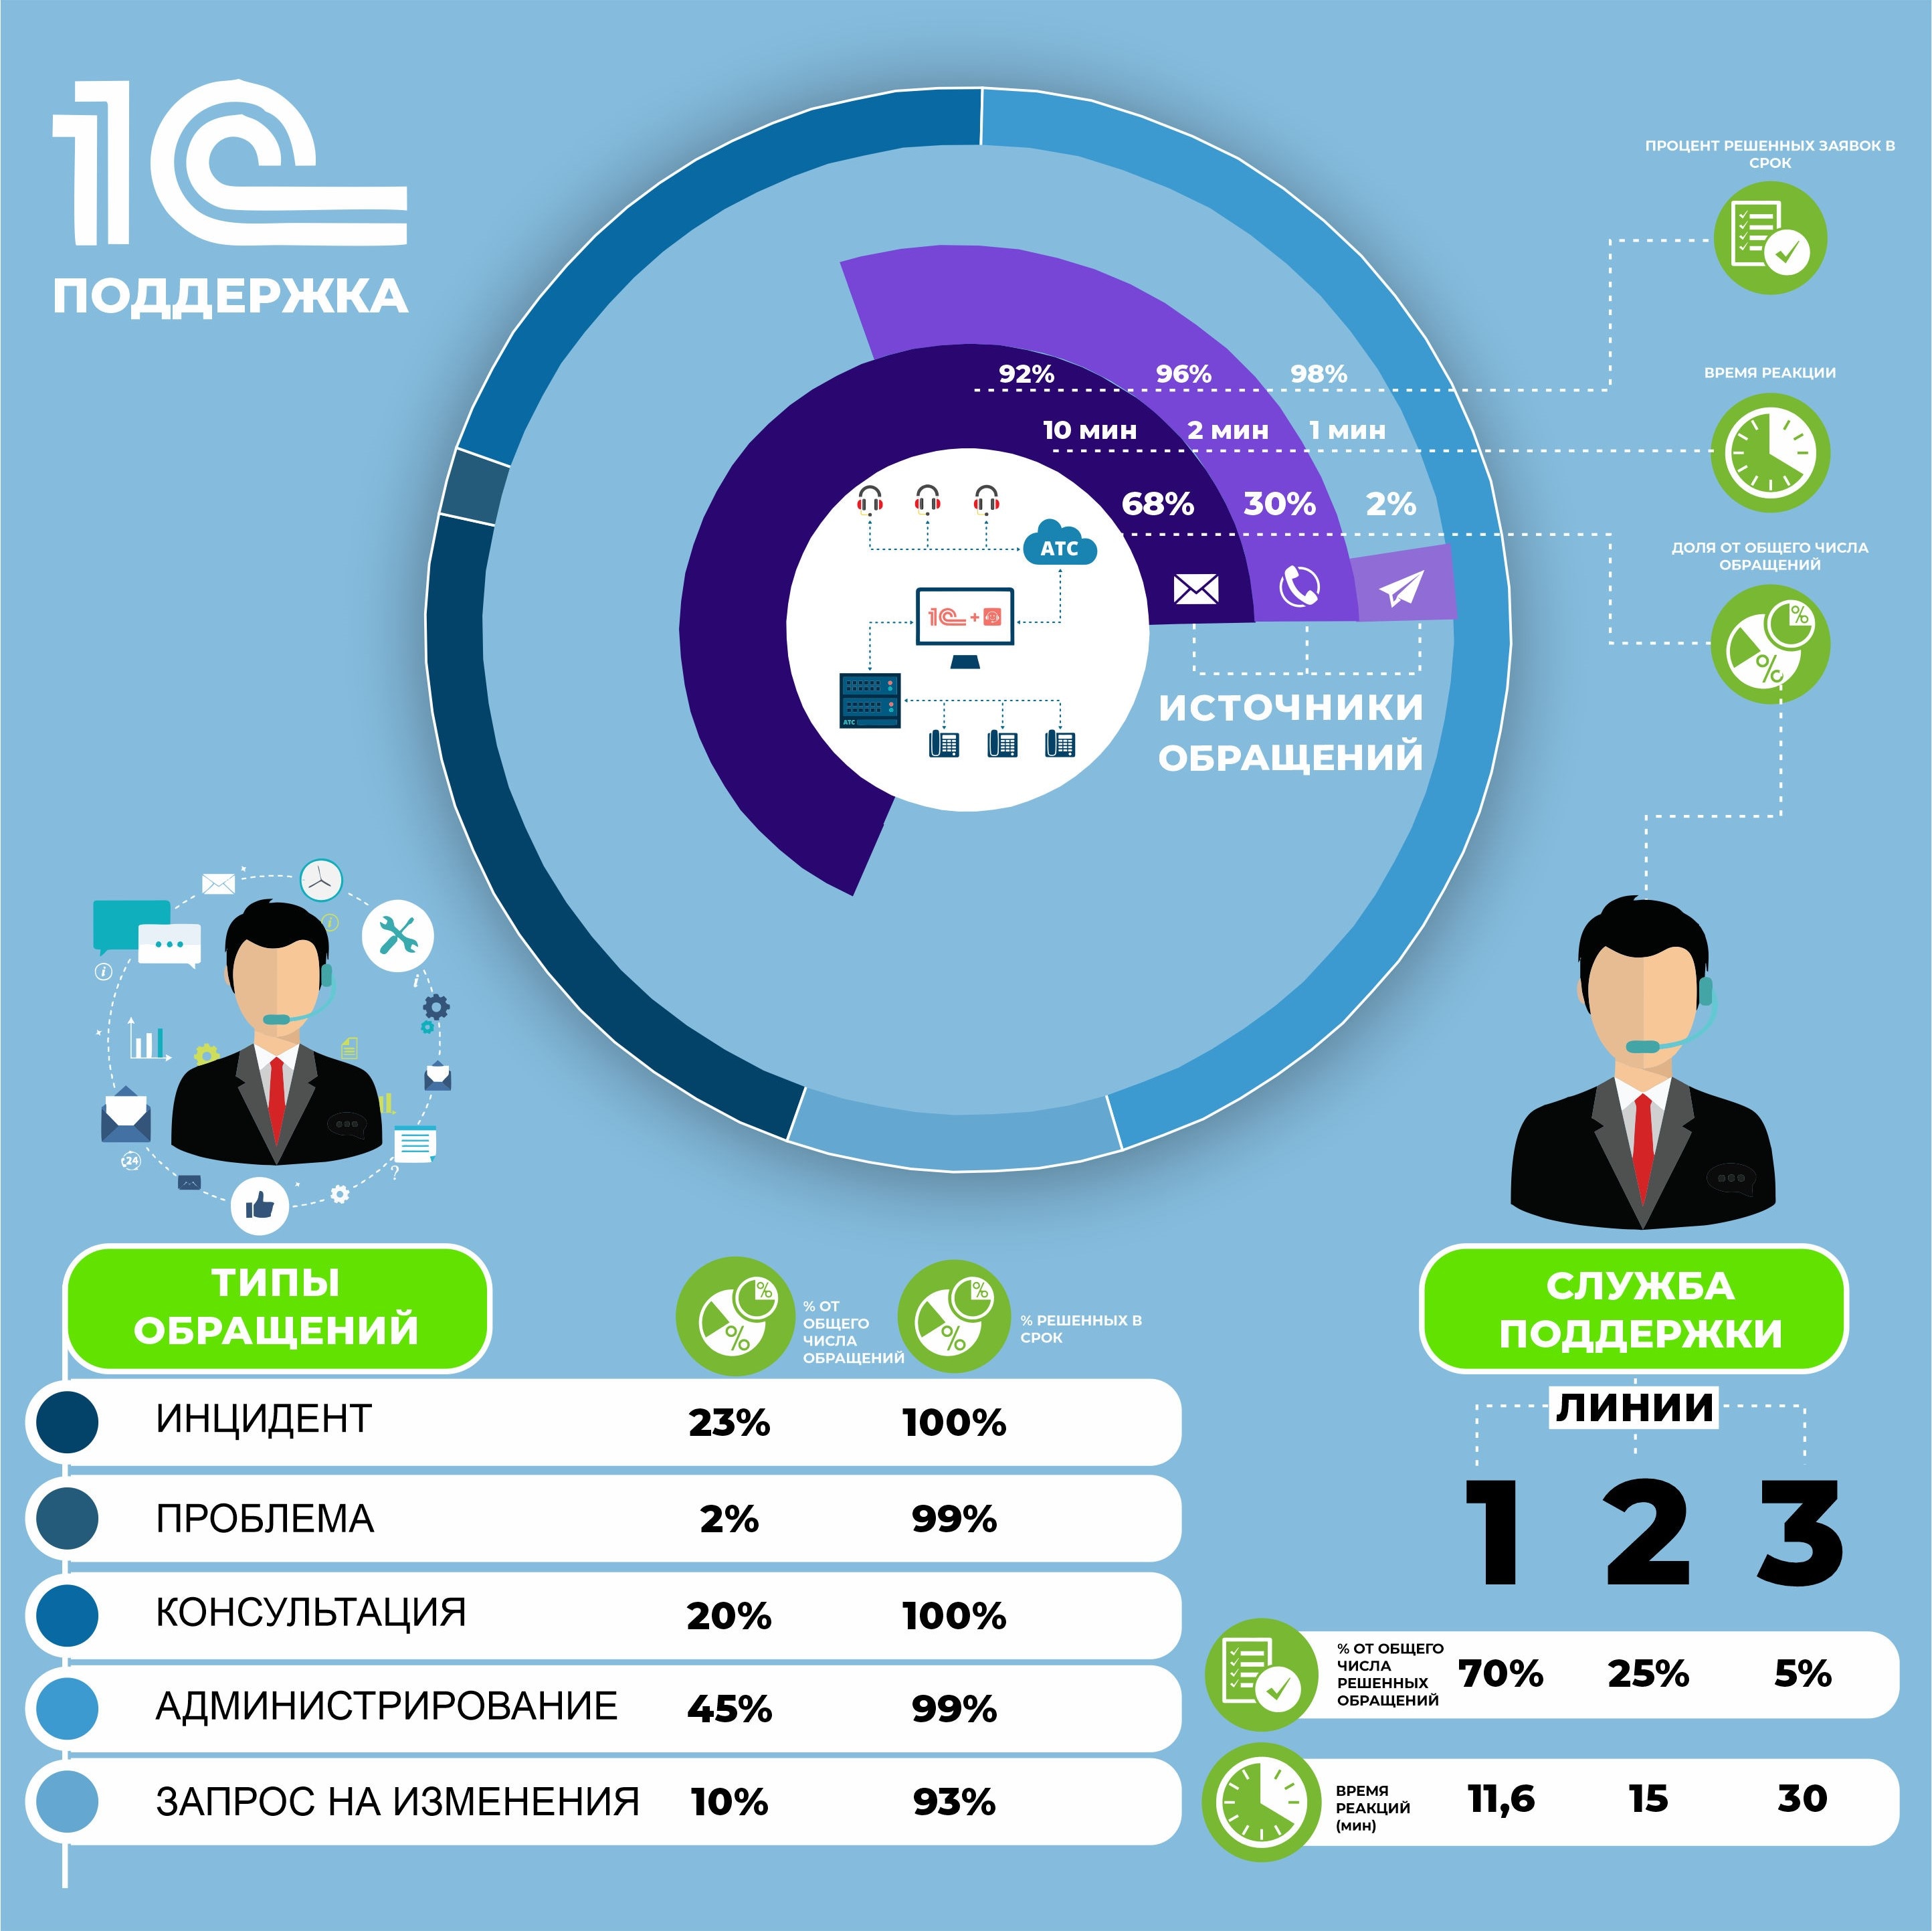 1С
ПОДДЕРЖКА
ПРОЦЕНТ РЕШЕННЫХ ЗАЯВОК В
СРОК
92% 96% 98%
ВРЕМЯ РЕАКЦИИ
10 мин 2 мин 1 мин
68% 30% 2%
ДОЛЯ ОТ ОБЩЕГО ЧИСЛА
ОБРАЩЕНИЙ
%
%
АТС
1С +
АТС
ИСТОЧНИКИ
ОБРАЩЕНИЙ
i
i
i
24
?
ТИПЫ
ОБРАЩЕНИЙ
%
%
% ОТ
ОБЩЕГО
ЧИСЛА
ОБРАЩЕНИЙ
%
%
% РЕШЕННЫХ В
СРОК
ИНЦИДЕНТ 23% 100%
ПРОБЛЕМА 2% 99%
КОНСУЛЬТАЦИЯ 20% 100%
АДМИНИСТРИРОВАНИЕ 45% 99%
ЗАПРОС НА ИЗМЕНЕНИЯ 10% 93%
СЛУЖБА
ПОДДЕРЖКИ
ЛИНИИ
1 2 3
% ОТ ОБЩЕГО
ЧИСЛА
РЕШЕННЫХ
ОБРАЩЕНИЙ
70% 25% 5%
ВРЕМЯ
РЕАКЦИЙ
(мин)
11,6 15 30